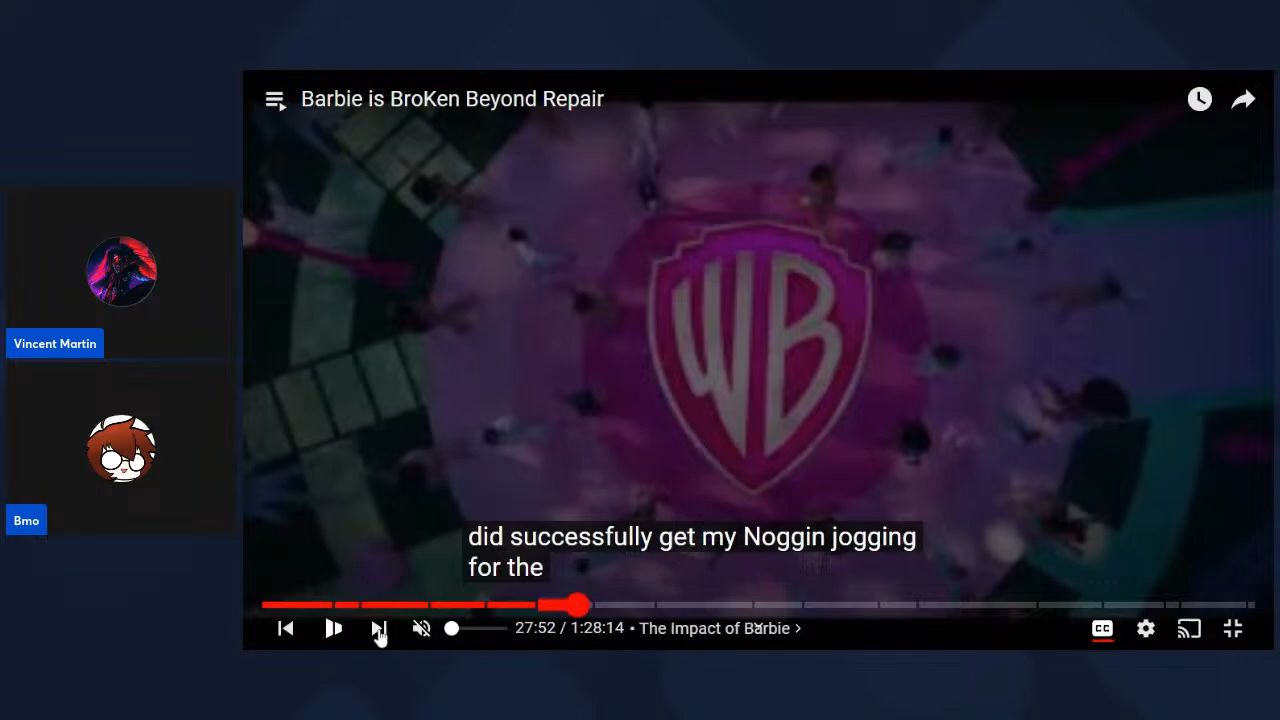 Barbie is BroKen Beyond Repair
WB
Vincent Martin
Bmo
did successfully get my Noggin jogging
for the
27:52 / 1:28:14 • The Impact of Barbie >
CC